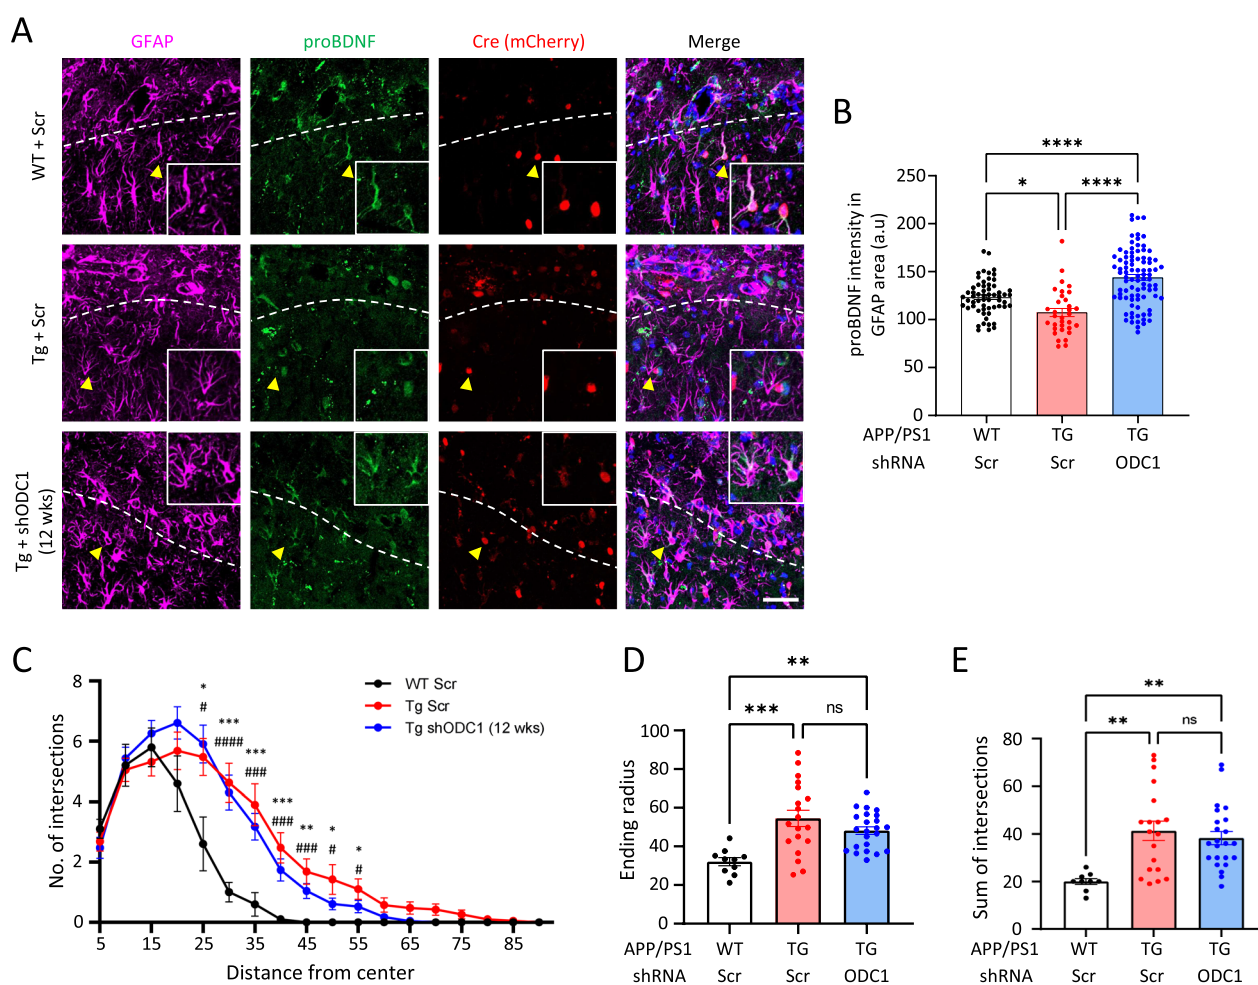 A
GFAP proBDNF Cre (mCherry) Merge
WT + Scr
Tg + Scr
Tg + shODC1
(12 wks)
B
**** 
* ****
proBDNF intensity in
GFAP area (a.u)
250
200
150
100
50
0
APP/PS1 WT TG TG
shRNA Scr Scr ODC1
C
No. of intersections
8
6
4
2
0
5 15 25 35 45 55 65 75 85
Distance from center
WT Scr
Tg Scr
Tg shODC1 (12 wks)
*
#
***
####
***
###
***
###
**
###
*
#
*
#
D
**
*** ns
Ending radius
100
80
60
40
20
0
APP/PS1 WT TG TG
shRNA Scr Scr ODC1
E
**
** ns
Sum of intersections
80
60
40
20
0
APP/PS1 WT TG TG
shRNA Scr Scr ODC1